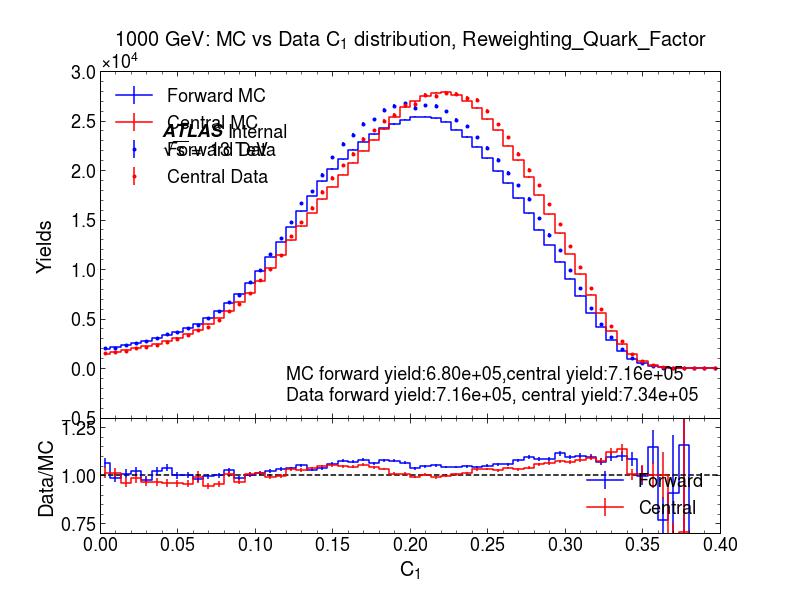 1000 GeV: MC vs Data C₁ distribution, Reweighting_Quark_Factor
×10⁴
3.0
2.5
2.0
1.5
1.0
0.5
0.0
0.5
Yields
Forward MC
Central MC
ATLAS Internal
√s = 13 TeV
Forward Data
Central Data
MC forward yield:6.80e+05,central yield:7.16e+05
Data forward yield:7.16e+05, central yield:7.34e+05
1.25
1.00
0.75
Data/MC
Forward
Central
0.00 0.05 0.10 0.15 0.20 0.25 0.30 0.35 0.40
C₁